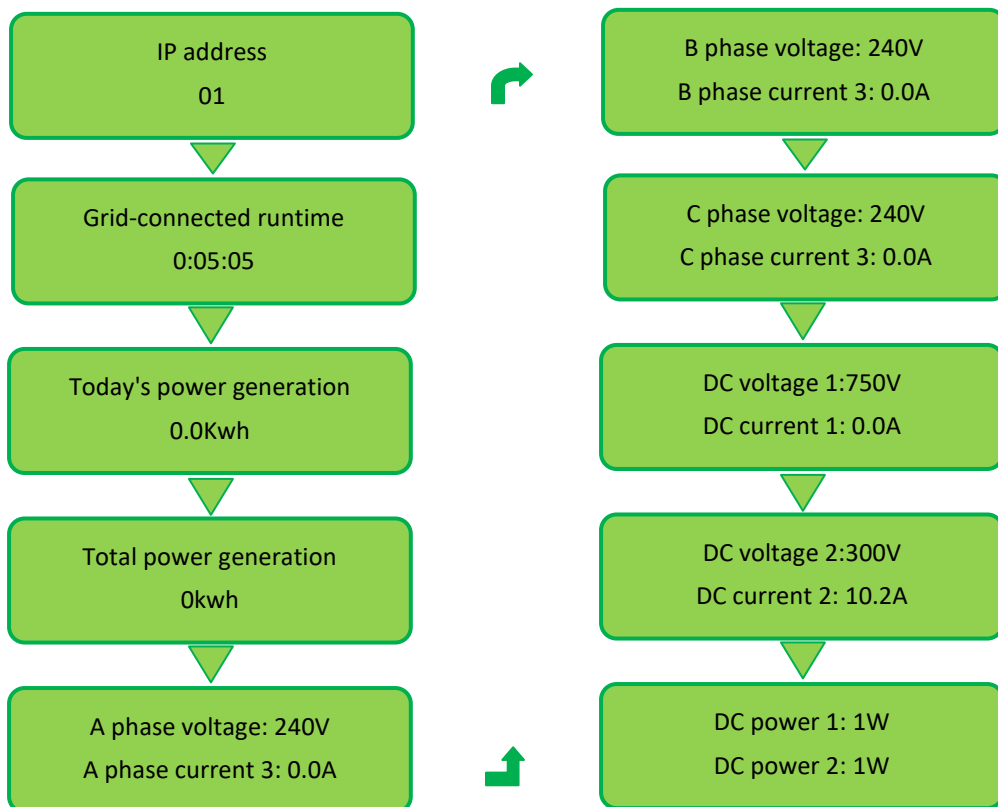 IP address
01
Grid-connected runtime
0:05:05
Today's power generation
0.0Kwh
Total power generation
0kwh
A phase voltage: 240V
A phase current 3: 0.0A
B phase voltage: 240V
B phase current 3: 0.0A
C phase voltage: 240V
C phase current 3: 0.0A
DC voltage 1:750V
DC current 1: 0.0A
DC voltage 2:300V
DC current 2: 10.2A
DC power 1: 1W
DC power 2: 1W